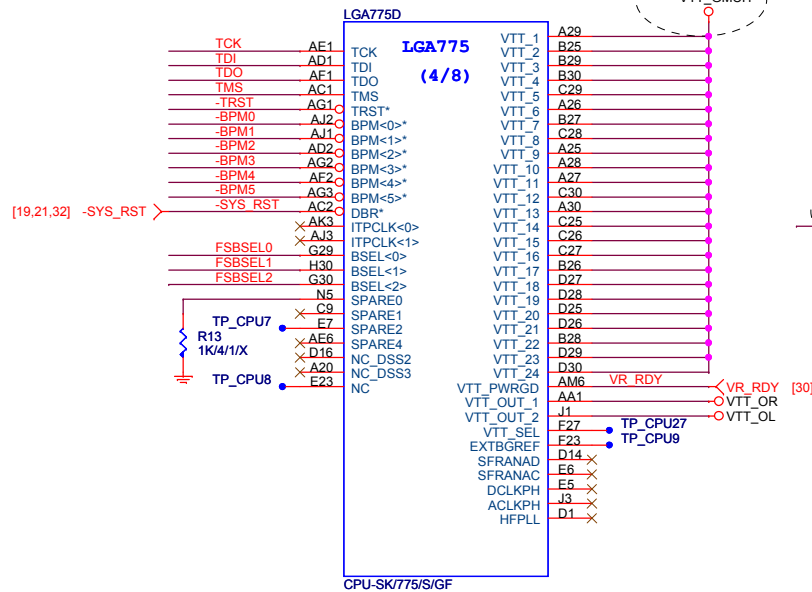 LGA775D
LGA775
(4/8)
TCK AE1 TCK
TDI AD1 TDI
TDO AF1 TDO
TMS AC1 TMS
-TRST AG1 TRST*
-BPM0 AJ2 BPM<0>*
-BPM1 AJ1 BPM<1>*
-BPM2 AD2 BPM<2>*
-BPM3 AG2 BPM<3>*
-BPM4 AF2 BPM<4>*
-BPM5 AG3 BPM<5>*
[19,21,32] -SYS_RST -SYS_RST AC2 DBR*
AK3 ITPCLK<0>
AJ3 ITPCLK<1>
FSBSEL0 G29 BSEL<0>
FSBSEL1 H30 BSEL<1>
FSBSEL2 G30 BSEL<2>
N5 SPARE0
C9 SPARE1
TP_CPU7 E7 SPARE2
R13
1K/4/1/X
AE6 SPARE4
D16 NC_DSS2
A20 NC_DSS3
TP_CPU8 E23 NC
VTT_1 A29
VTT_2 B25
VTT_3 B29
VTT_4 B30
VTT_5 C29
VTT_6 A26
VTT_7 B27
VTT_8 C28
VTT_9 A25
VTT_10 A28
VTT_11 A27
VTT_12 C30
VTT_13 A30
VTT_14 C25
VTT_15 C26
VTT_16 C27
VTT_17 B26
VTT_18 D27
VTT_19 D28
VTT_20 D25
VTT_21 D26
VTT_22 B28
VTT_23 D29
VTT_24 D30
VTT_PWRGD AM6 VR_RDY VR_RDY [30]
VTT_OUT_1 AA1 VTT_OR
VTT_OUT_2 J1 VTT_OL
VTT_SEL F27 TP_CPU27
EXTBGREF F23 TP_CPU9
SFRANAD D14
SFRANAC E6
DCLKPH E5
ACLKPH J3
HFPLL D1
CPU-SK/775/S/GF